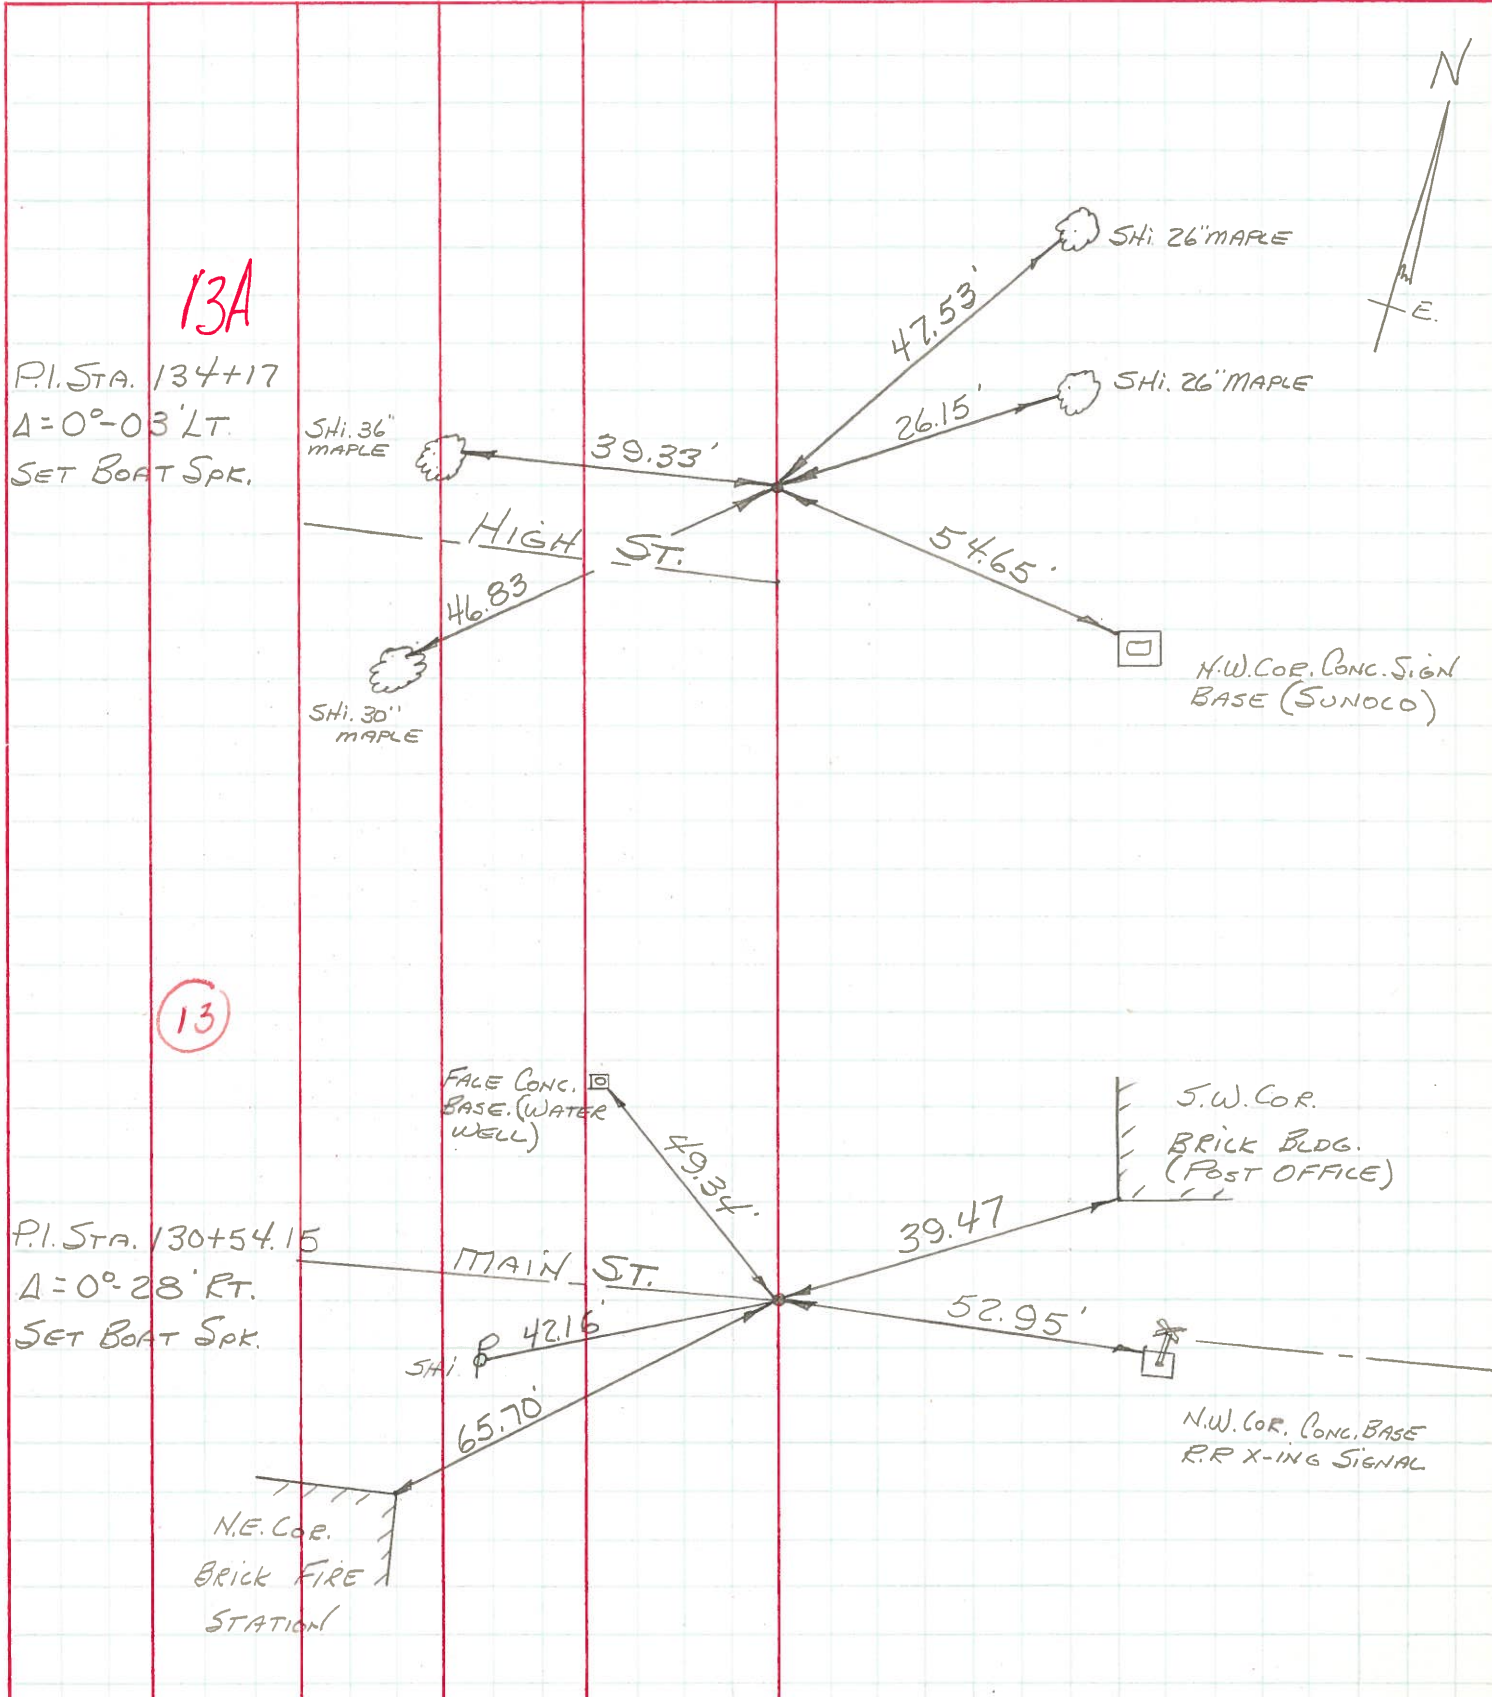 N
E.
13A
P.I. STA. 134+17
Δ = 0°-03' LT.
SET BOAT SPK.
SHi. 26" MAPLE
47.53'
SHi. 26" MAPLE
26.15'
SHi. 36"
MAPLE
39.33'
HIGH ST.
54.65'
46.83
N.W. COR. CONC. SIGN
BASE (SUNOCO)
SHi. 30"
MAPLE
13
FACE CONC.
BASE. (WATER
WELL)
49.34'
S.W. COR.
BRICK BLDG.
(POST OFFICE)
39.47
P.I. STA. 130+54.15
Δ = 0°-28' RT.
SET BOAT SPK.
MAIN ST.
52.95'
42.16'
SHi
65.70'
N.W. COR. CONC. BASE
R.R X-ING SIGNAL
N.E. COR.
BRICK FIRE
STATION